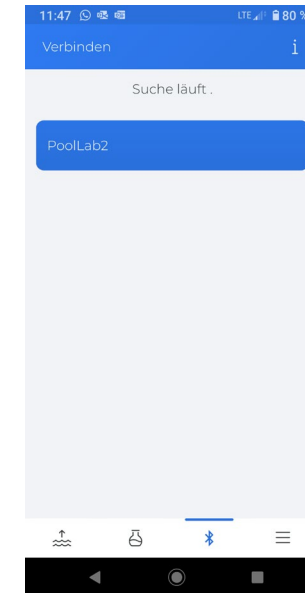 11:47 LTE 80 %
Verbinden i
Suche läuft .
PoolLab2